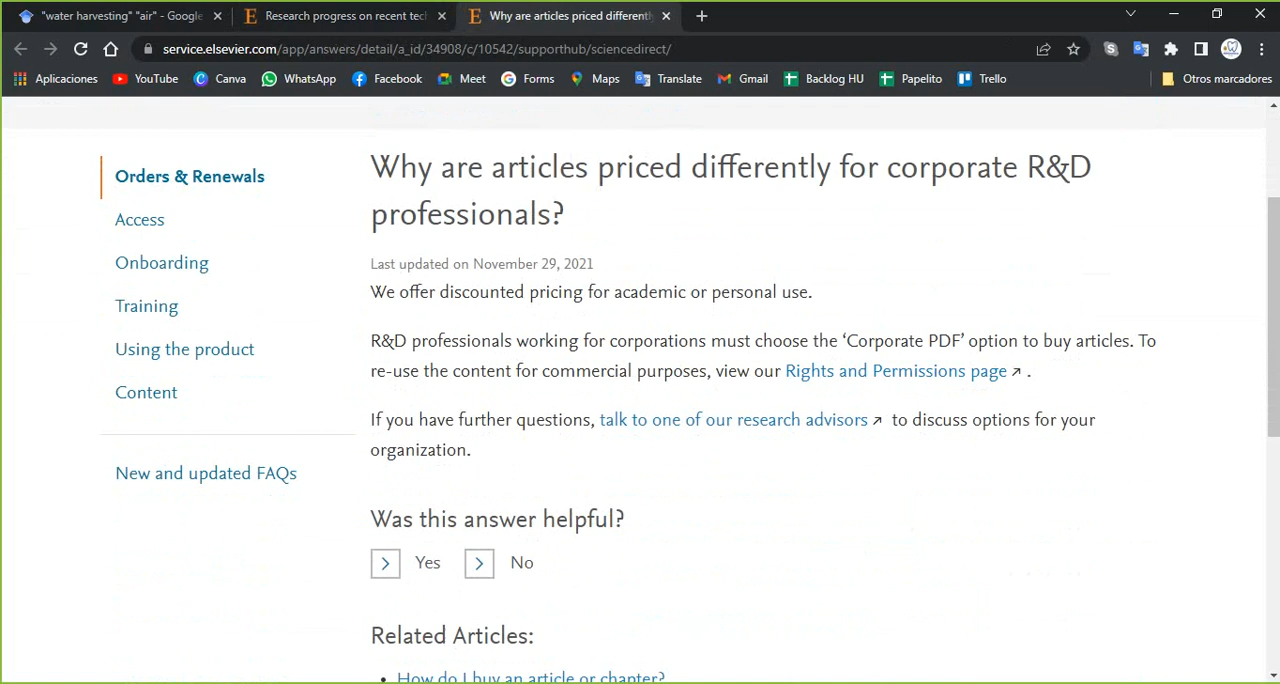 "water harvesting" "air" - Google
Research progress on recent tec
Why are articles priced different
service.elsevier.com/app/answers/detail/a_id/34908/c/10542/supporthub/sciencedirect/
Aplicaciones YouTube Canva WhatsApp Facebook Meet Forms Maps Translate Gmail Backlog HU Papelito Trello Otros marcadores
Orders & Renewals
Access
Onboarding
Training
Using the product
Content
New and updated FAQs
Why are articles priced differently for corporate R&D
professionals?
Last updated on November 29, 2021
We offer discounted pricing for academic or personal use.
R&D professionals working for corporations must choose the ‘Corporate PDF’ option to buy articles. To
re-use the content for commercial purposes, view our Rights and Permissions page ↗ .
If you have further questions, talk to one of our research advisors ↗ to discuss options for your
organization.
Was this answer helpful?
Yes No
Related Articles:
• How do I buy an article or chapter?